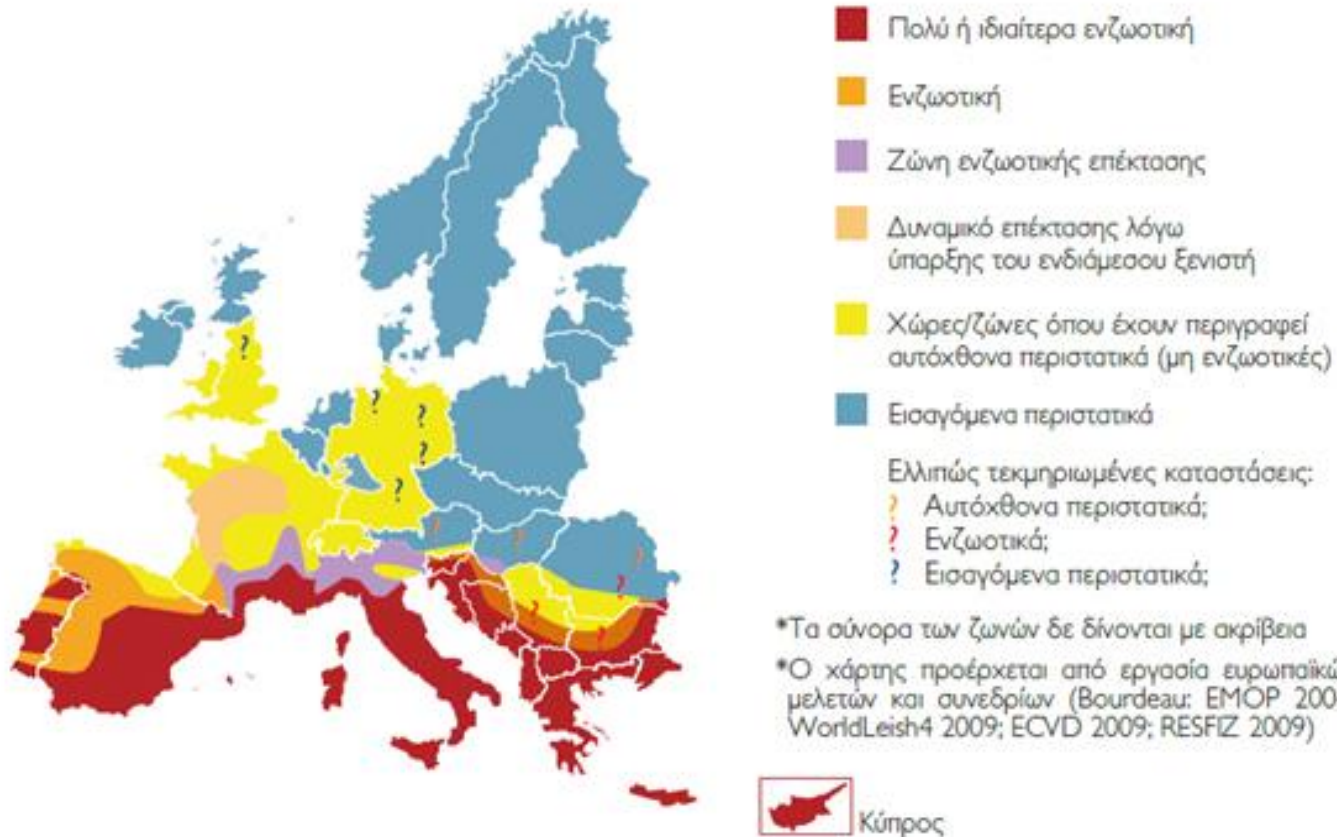 Πολύ ή ιδιαίτερα ενζωοτική
Ενζωοτική
Ζώνη ενζωοτικής επέκτασης
Δυναμικό επέκτασης λόγω
ύπαρξης του ενδιάμεσου ξενιστή
Χώρες/ζώνες όπου έχουν περιγραφεί
αυτόχθονα περιστατικά (μη ενζωοτικές)
Εισαγόμενα περιστατικά
Ελλιπώς τεκμηριωμένες καταστάσεις:
? Αυτόχθονα περιστατικά;
? Ενζωοτικά;
? Εισαγόμενα περιστατικά;
*Τα σύνορα των ζωνών δε δίνονται με ακρίβεια
*Ο χάρτης προέρχεται από εργασία ευρωπαϊκώ
μελετών και συνεδρίων (Bourdeau: EMOP 200
WorldLeish4 2009; ECVD 2009; RESFIZ 2009)
Κύπρος
? ? ? ? ? ? ? ? ? ? ?